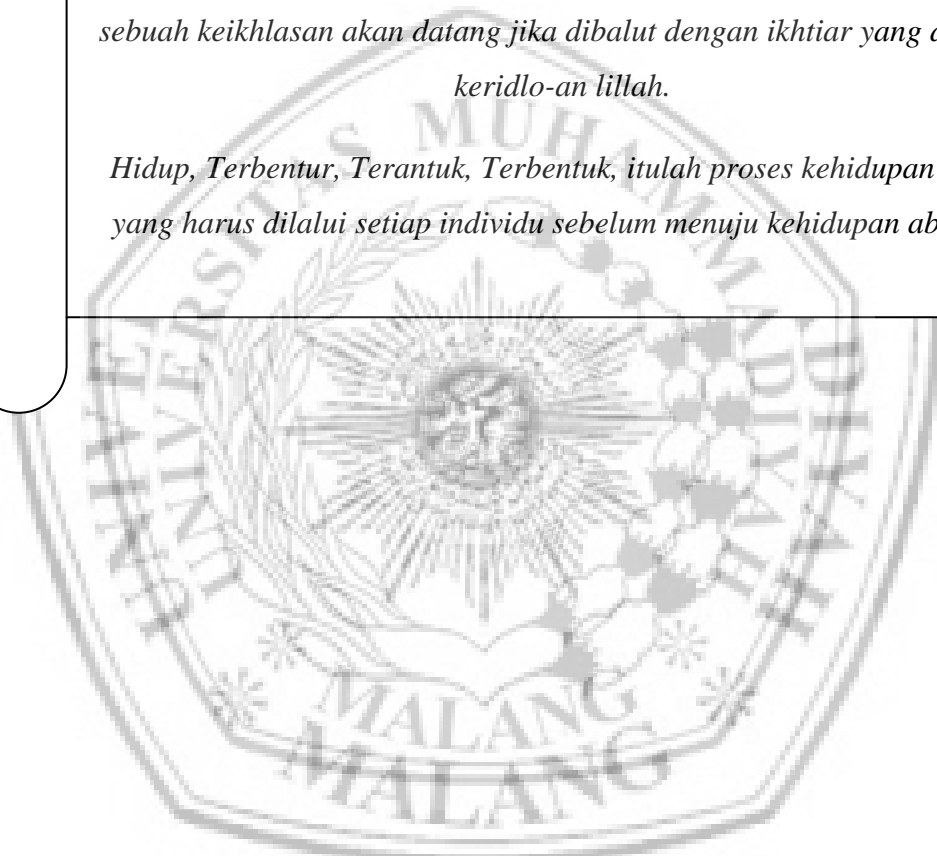 sebuah keikhlasan akan datang jika dibalut dengan ikhtiar yang
keridlo-an lillah.
Hidup, Terbentur, Terantuk, Terbentuk, itulah proses kehidupan
yang harus dilalui setiap individu sebelum menuju kehidupan
UNIVERSITAS MUHAMMADIYAH
MALANG
MALANG